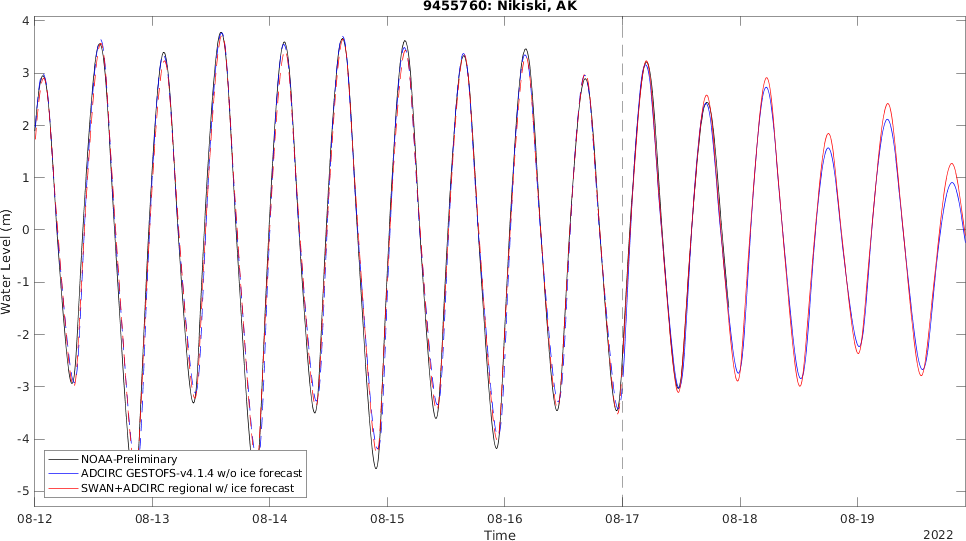 9455760: Nikiski, AK
4
3
2
1
0
-1
-2
-3
-4
-5
Water Level (m)
NOAA-Preliminary
ADCIRC GESTOFS-v4.1.4 w/o ice forecast
SWAN+ADCIRC regional w/ ice forecast
08-12 08-13 08-14 08-15 08-16 08-17 08-18 08-19
Time
2022